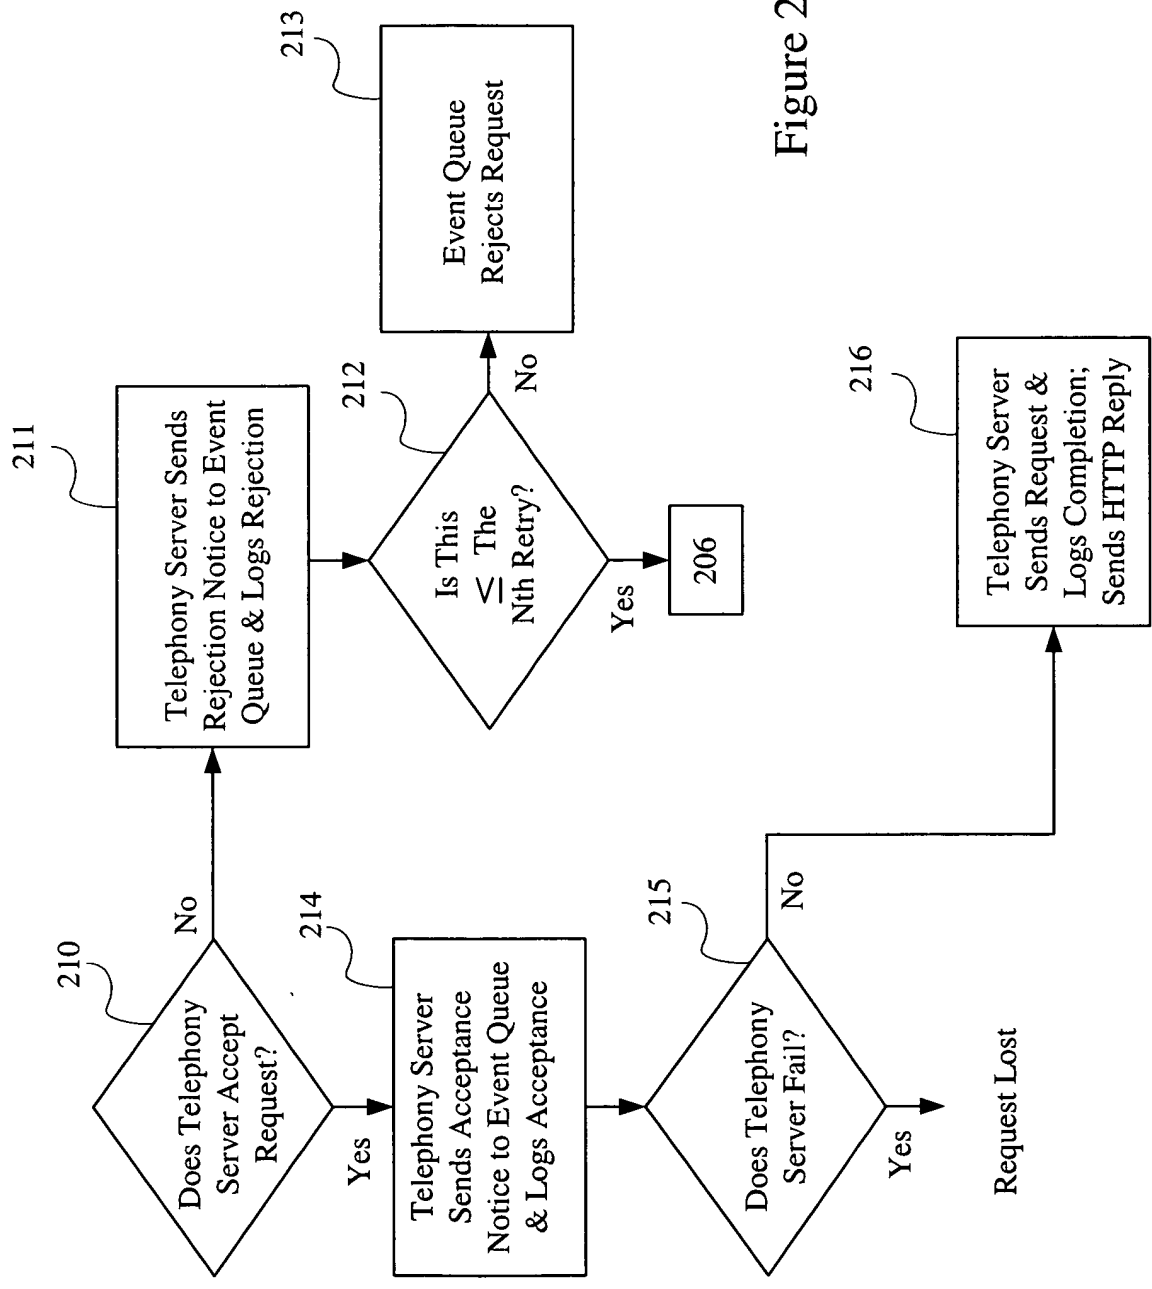 210
Does Telephony
Server Accept
Request?
No
Yes
211
Telephony Server Sends
Rejection Notice to Event
Queue & Logs Rejection
212
Is This
≤ The
Nth Retry?
No
Yes
206
213
Event Queue
Rejects Request
214
Telephony Server
Sends Acceptance
Notice to Event Queue
& Logs Acceptance
215
Does Telephony
Server Fail?
No
Yes
Request Lost
216
Telephony Server
Sends Request &
Logs Completion;
Sends HTTP Reply
Figure 2